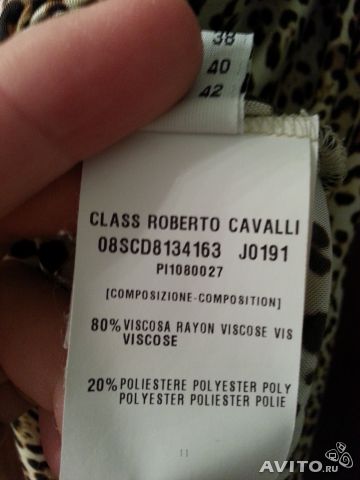 38
40
42
CLASS ROBERTO CAVALLI
08SCD8134163 J0191
PI1080027
[COMPOSIZIONE-COMPOSITION]
80% VISCOSA RAYON VISCOSE VIS
VISCOSE
20% POLIESTERE POLYESTER POLY
POLYESTER POLIESTER POLIE
11
AVITO.ru